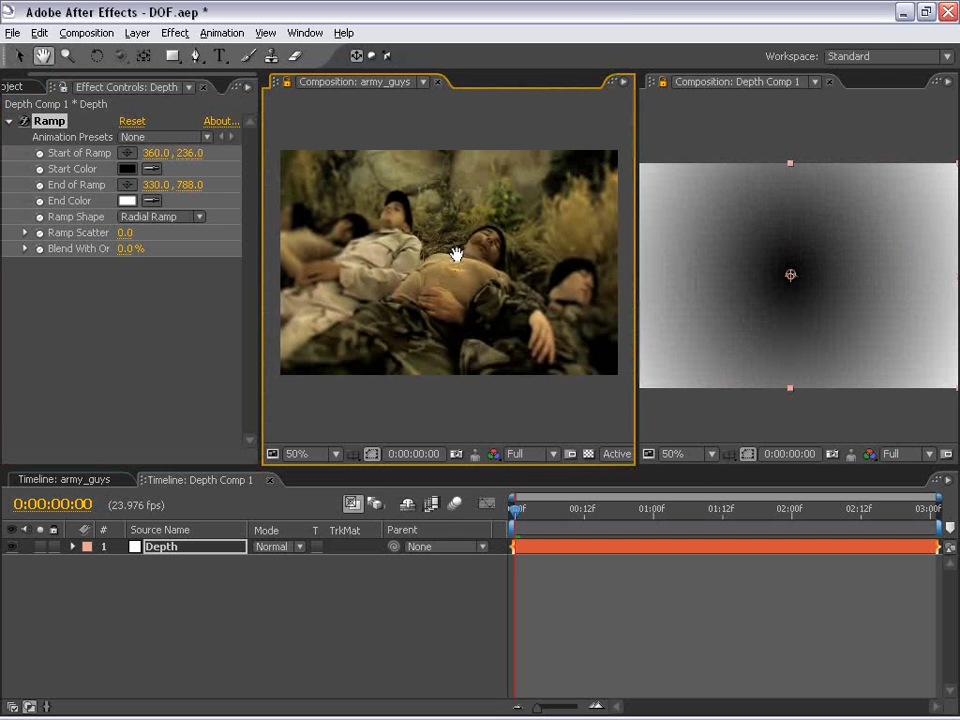 Adobe After Effects - DOF.aep *
File Edit Composition Layer Effect Animation View Window Help
Workspace: Standard
oject Effect Controls: Depth
Composition: army_guys
Composition: Depth Comp 1
Depth Comp 1 * Depth
Ramp Reset About...
Animation Presets None
Start of Ramp 360.0, 236.0
Start Color
End of Ramp 330.0, 788.0
End Color
Ramp Shape Radial Ramp
Ramp Scatter 0.0
Blend With Or 0.0 %
50% 0:00:00:00 Full Active
50% 0:00:00:00 Full
Timeline: army_guys Timeline: Depth Comp 1
0:00:00:00 (23.976 fps)
00f 00:12f 01:00f 01:12f 02:00f 02:12f 03:00f
# Source Name Mode T TrkMat Parent
1 Depth Normal None